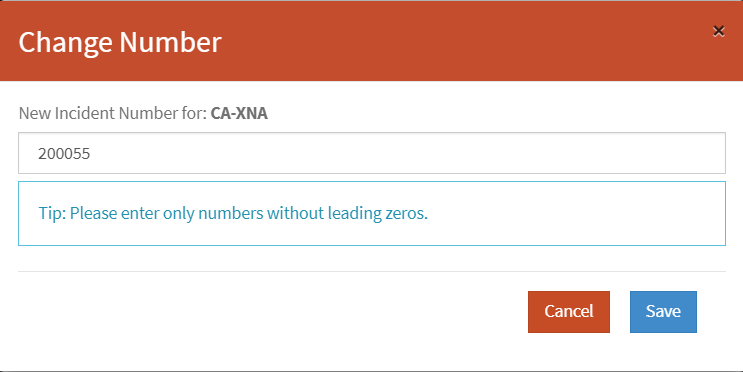 Change Number
×
New Incident Number for: CA-XNA
200055
Tip: Please enter only numbers without leading zeros.
Cancel
Save